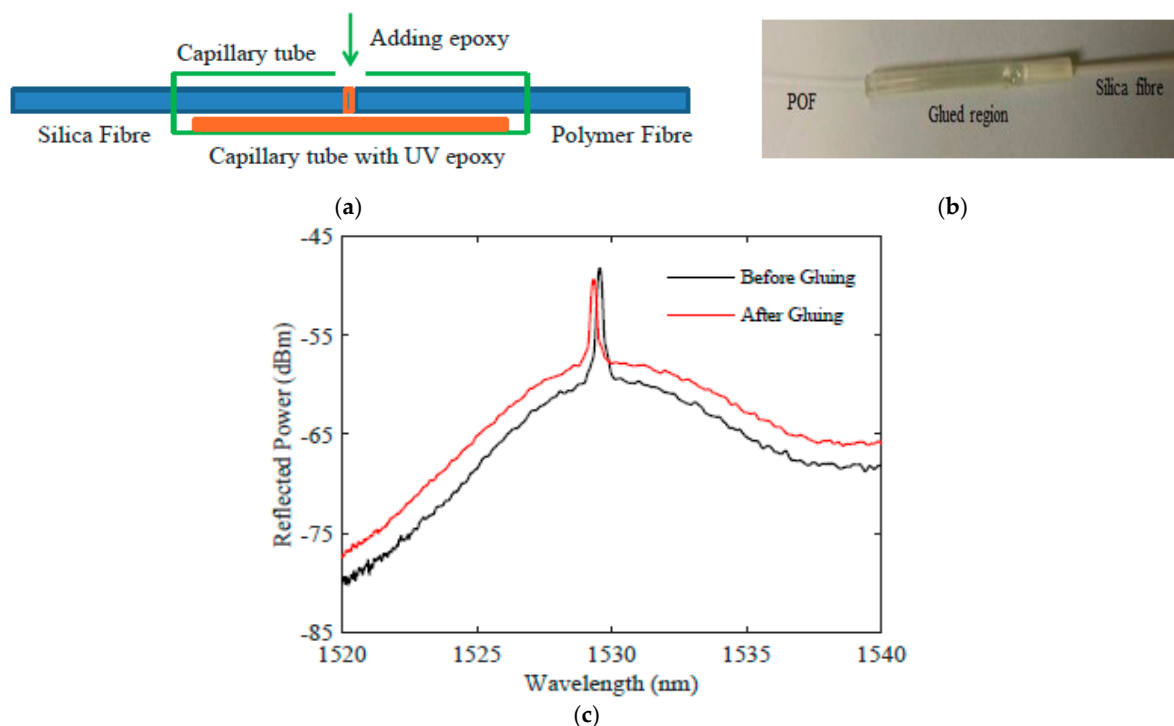 Adding epoxy
Capillary tube
Silica Fibre
Polymer Fibre
Capillary tube with UV epoxy
(a)
POF
Glued region
Silica fibre
(b)
-45
-55
-65
-75
-85
Reflected Power (dBm)
Before Gluing
After Gluing
1520
1525
1530
1535
1540
Wavelength (nm)
(c)